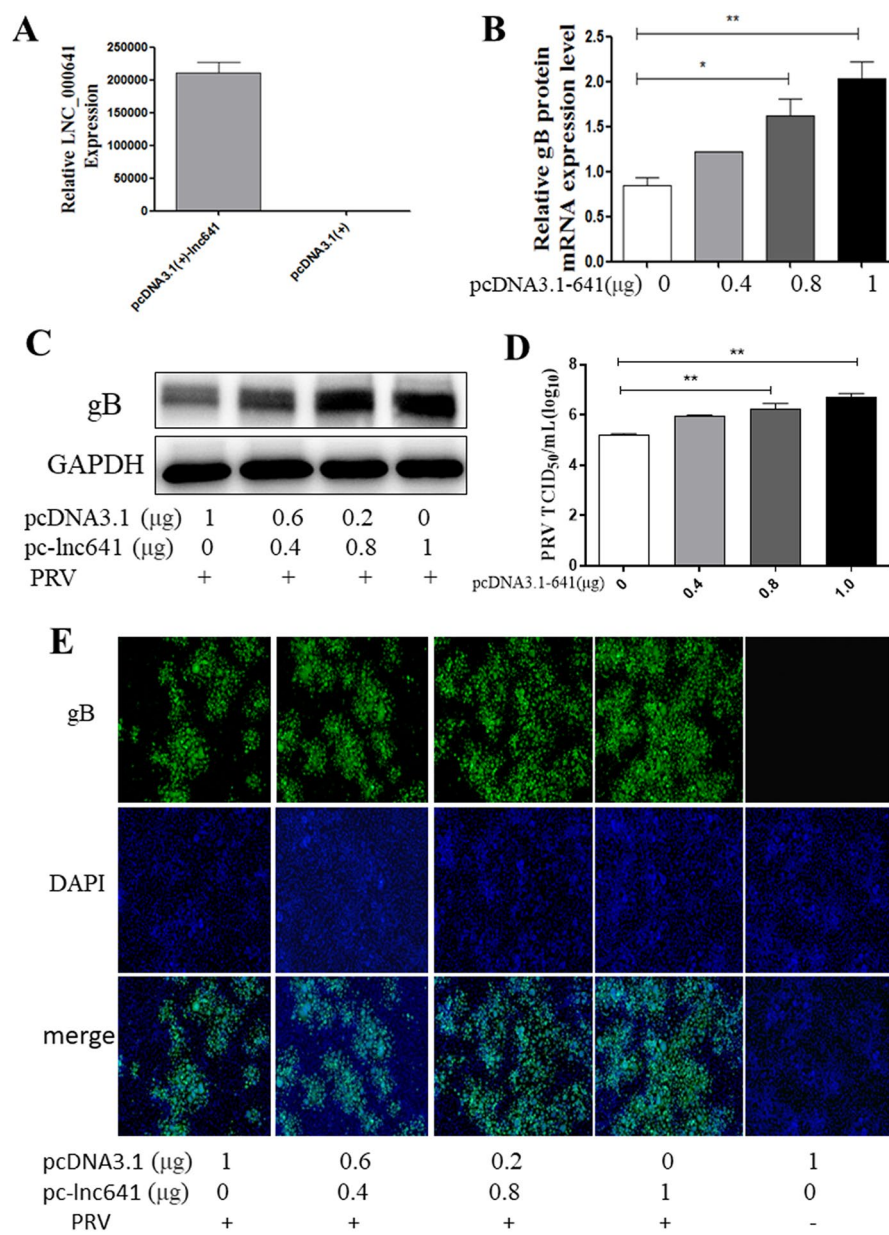 A
Relative LNC_000641
Expression
250000
200000
150000
100000
50000
0
pcDNA3.1(+)-lnc641
pcDNA3.1(+)
B
Relative gB protein
mRNA expression level
2.5
2.0
1.5
1.0
0.5
0.0
*
**
pcDNA3.1-641(μg) 0 0.4 0.8 1
C
gB
GAPDH
pcDNA3.1 (μg) 1 0.6 0.2 0
pc-lnc641 (μg) 0 0.4 0.8 1
PRV + + + +
D
PRV TCID50/mL(log10)
8
6
4
2
0
**
**
pcDNA3.1-641(μg) 0 0.4 0.8 1.0
E
gB
DAPI
merge
pcDNA3.1 (μg) 1 0.6 0.2 0 1
pc-lnc641 (μg) 0 0.4 0.8 1 0
PRV + + + + -